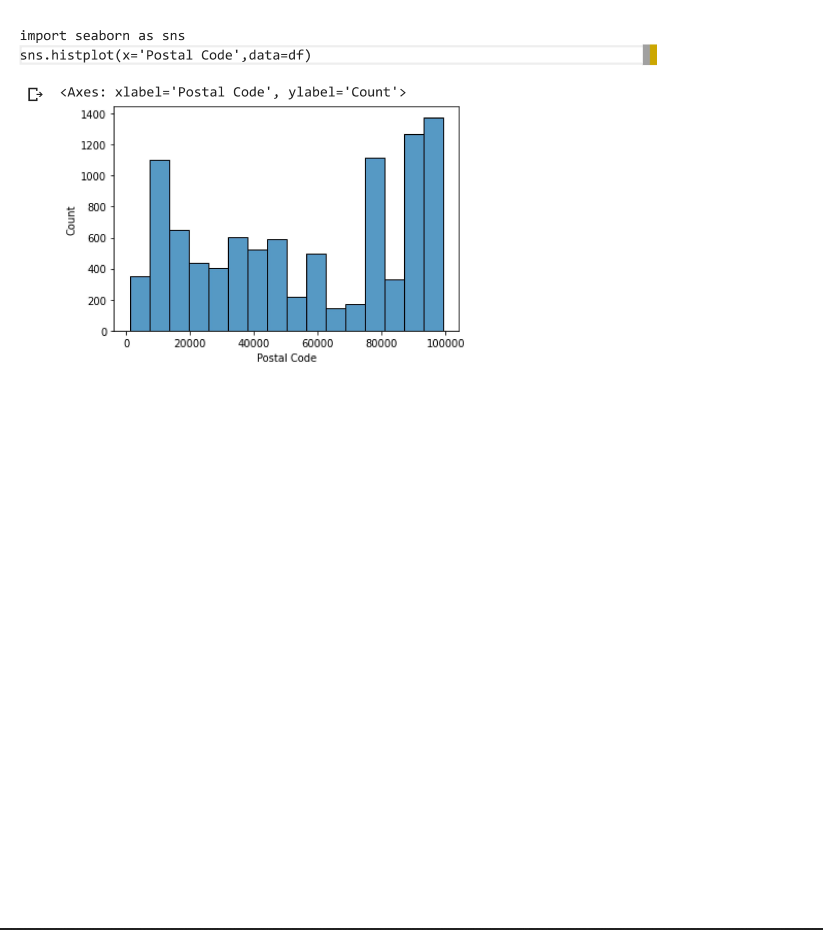 import seaborn as sns
sns.histplot(x='Postal Code',data=df)
<Axes: xlabel='Postal Code', ylabel='Count'>
1400
1200
1000
800
600
400
200
0
Count
0 20000 40000 60000 80000 100000
Postal Code